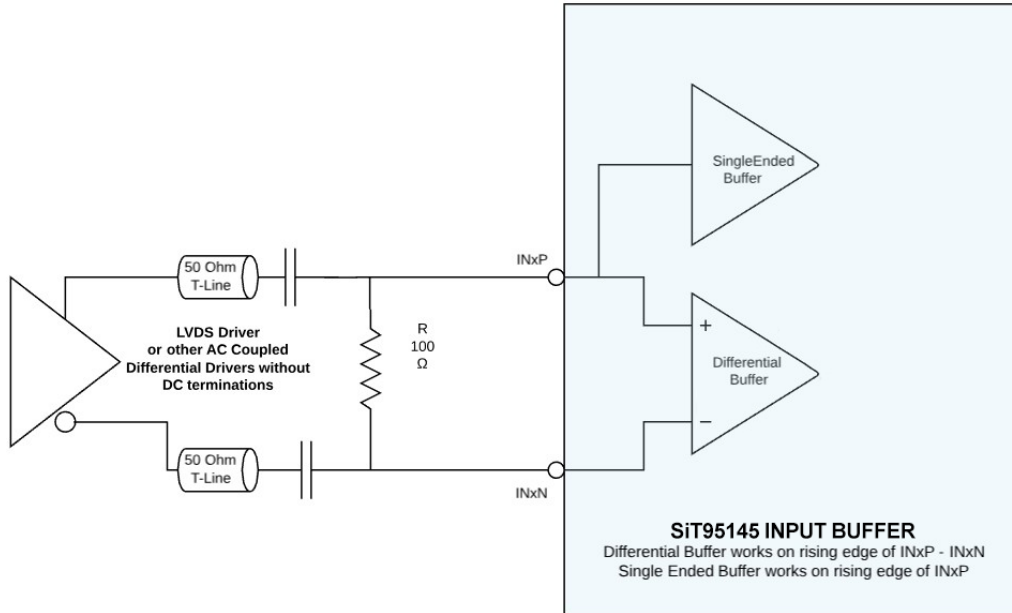 SingleEnded
Buffer
INxP
50 Ohm
T-Line
LVDS Driver
or other AC Coupled
Differential Drivers without
DC terminations
R
100
Ω
+
Differential
Buffer
−
50 Ohm
T-Line
INxN
SiT95145 INPUT BUFFER
Differential Buffer works on rising edge of INxP - INxN
Single Ended Buffer works on rising edge of INxP